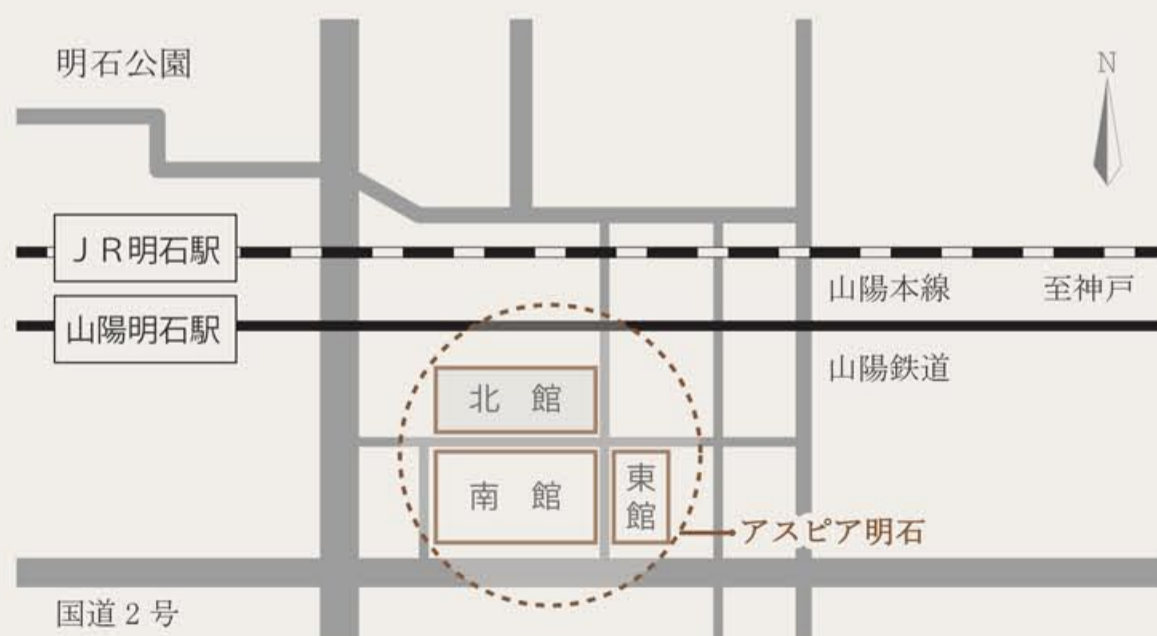 明石公園
N
JR明石駅
山陽本線 至神戸
山陽明石駅
山陽鉄道
北館
南館
東館
アスピア明石
国道2号